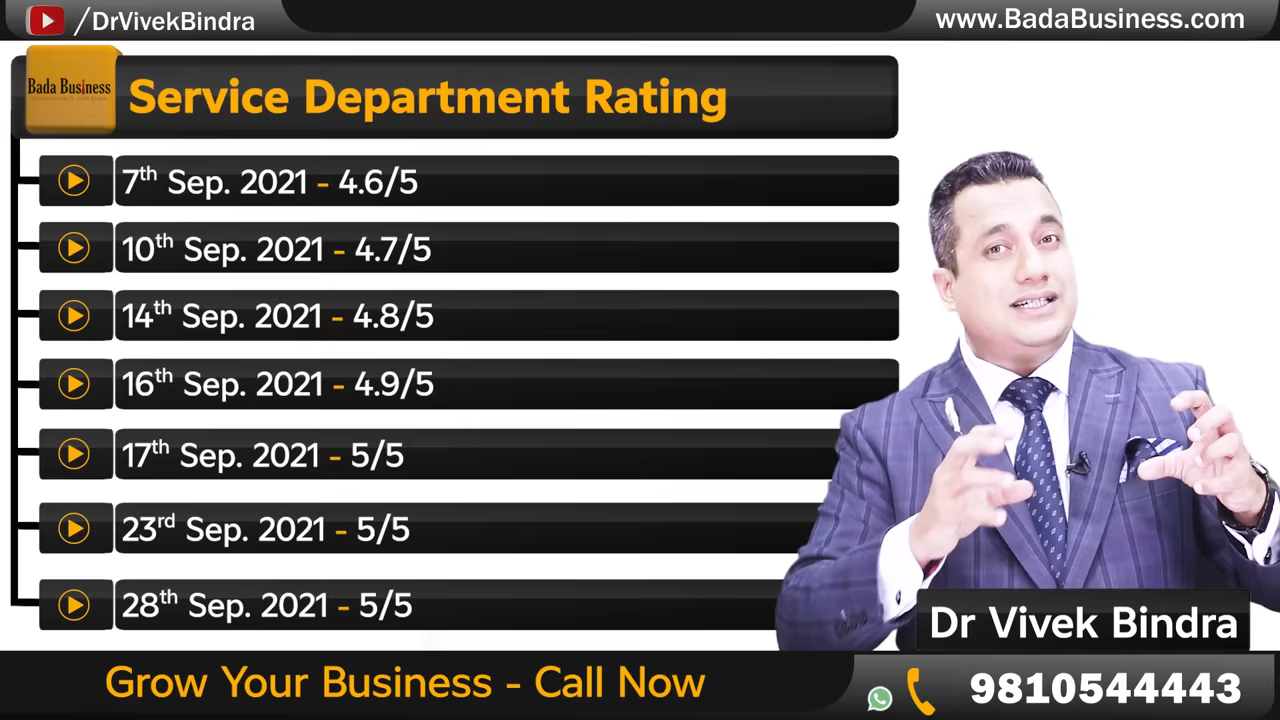 /DrVivekBindra
www.BadaBusiness.com
Bada Business
Service Department Rating
7th Sep. 2021 - 4.6/5
10th Sep. 2021 - 4.7/5
14th Sep. 2021 - 4.8/5
16th Sep. 2021 - 4.9/5
17th Sep. 2021 - 5/5
23rd Sep. 2021 - 5/5
28th Sep. 2021 - 5/5
Dr Vivek Bindra
Grow Your Business - Call Now
9810544443